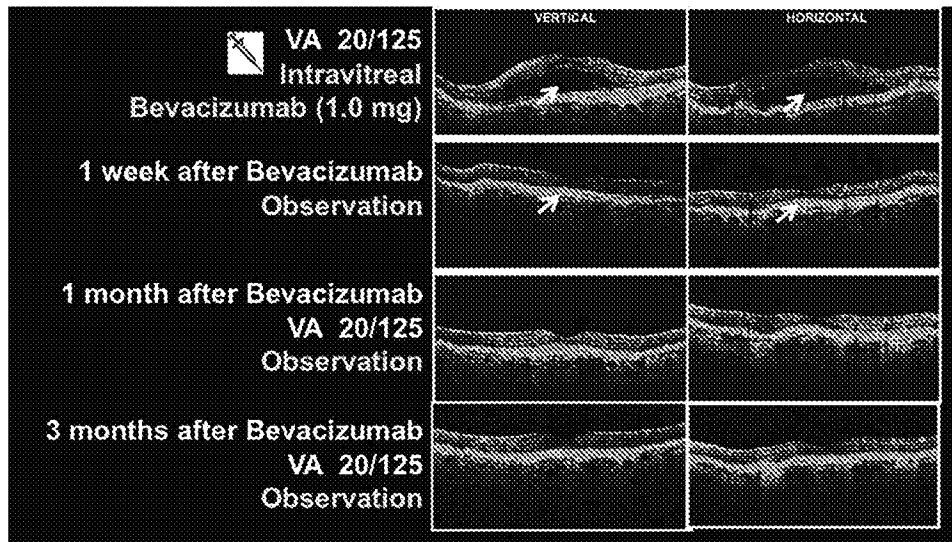 VERTICAL
HORIZONTAL
VA 20/125
Intravitreal
Bevacizumab (1.0 mg)
1 week after Bevacizumab
Observation
1 month after Bevacizumab
VA 20/125
Observation
3 months after Bevacizumab
VA 20/125
Observation